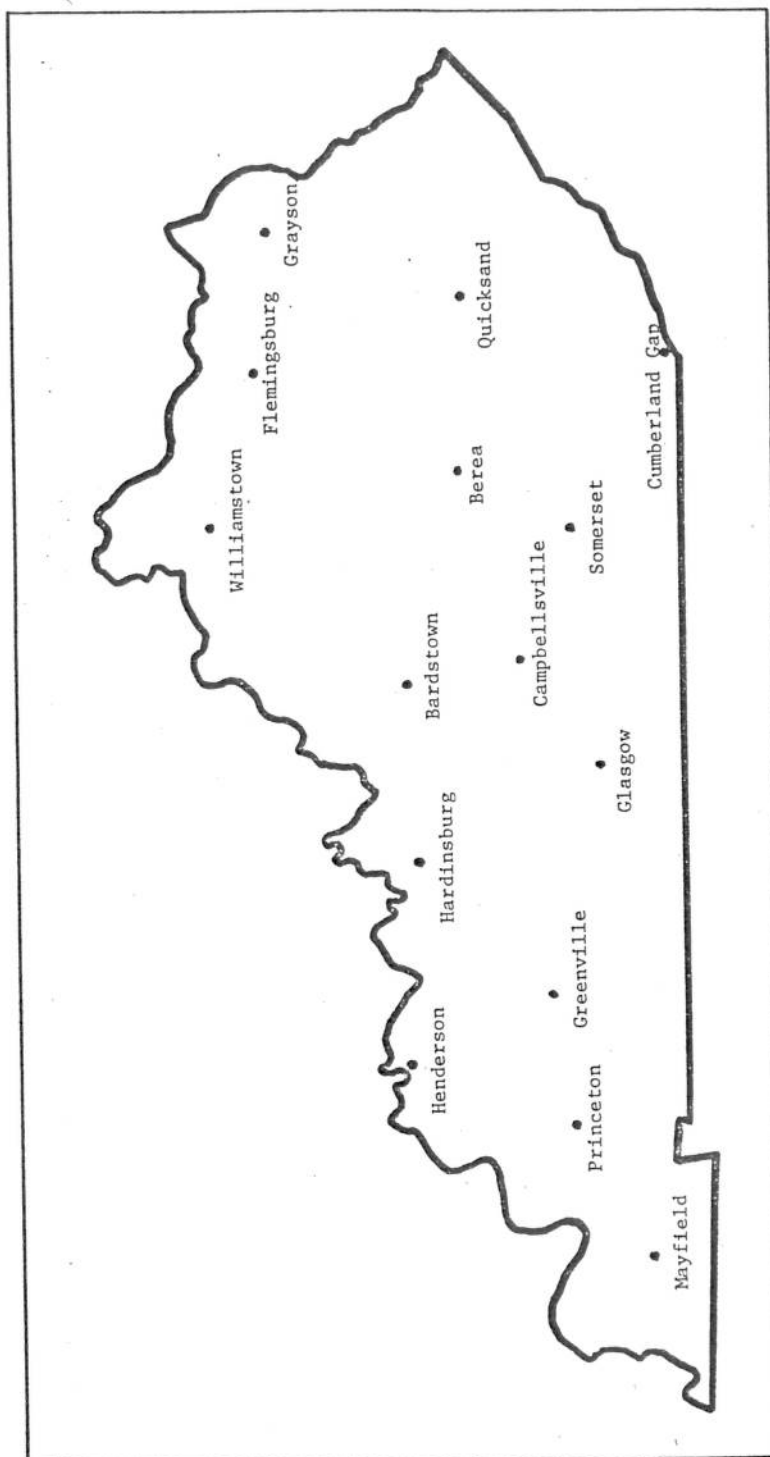 Williamstown
Flemingsburg
Grayson
Henderson
Hardinsburg
Bardstown
Berea
Quicksand
Campbellsville
Princeton
Greenville
Glasgow
Somerset
Mayfield
Cumberland Gap